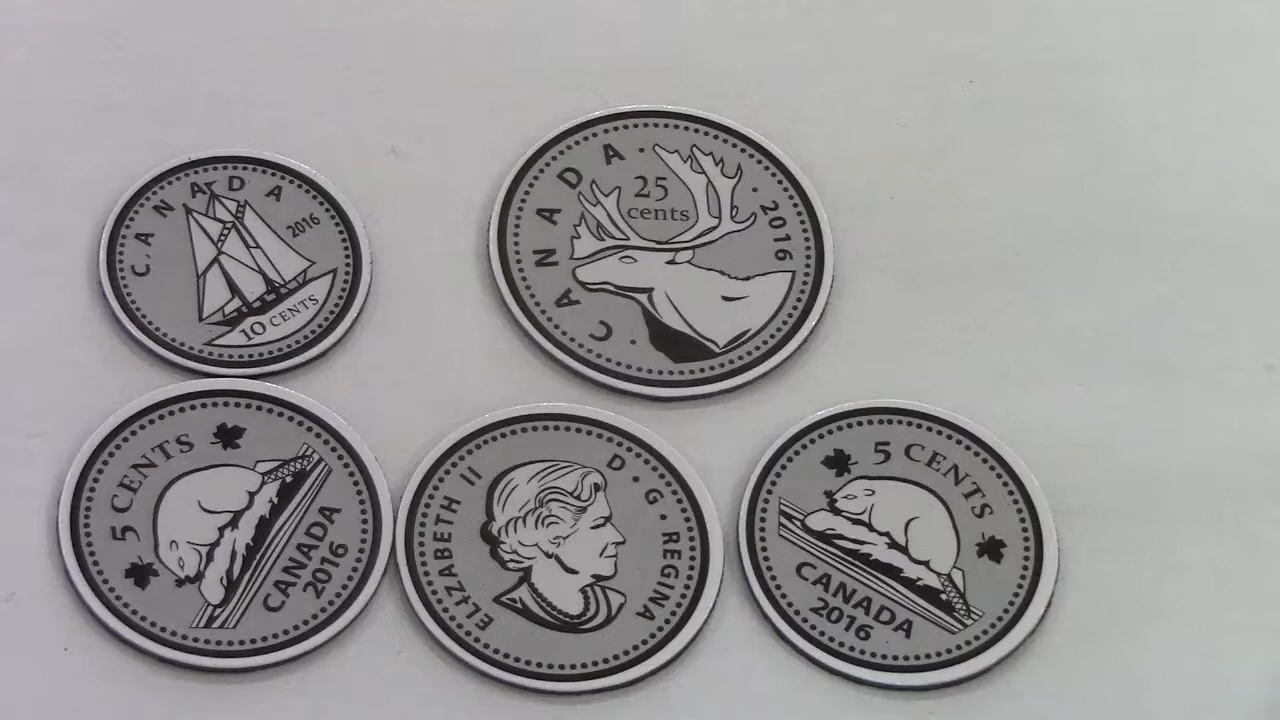 CANADA
2016
10 CENTS
CANADA
25
cents
2016
5 CENTS
CANADA
2016
ELIZABETH II D·G·REGINA
5 CENTS
CANADA
2016